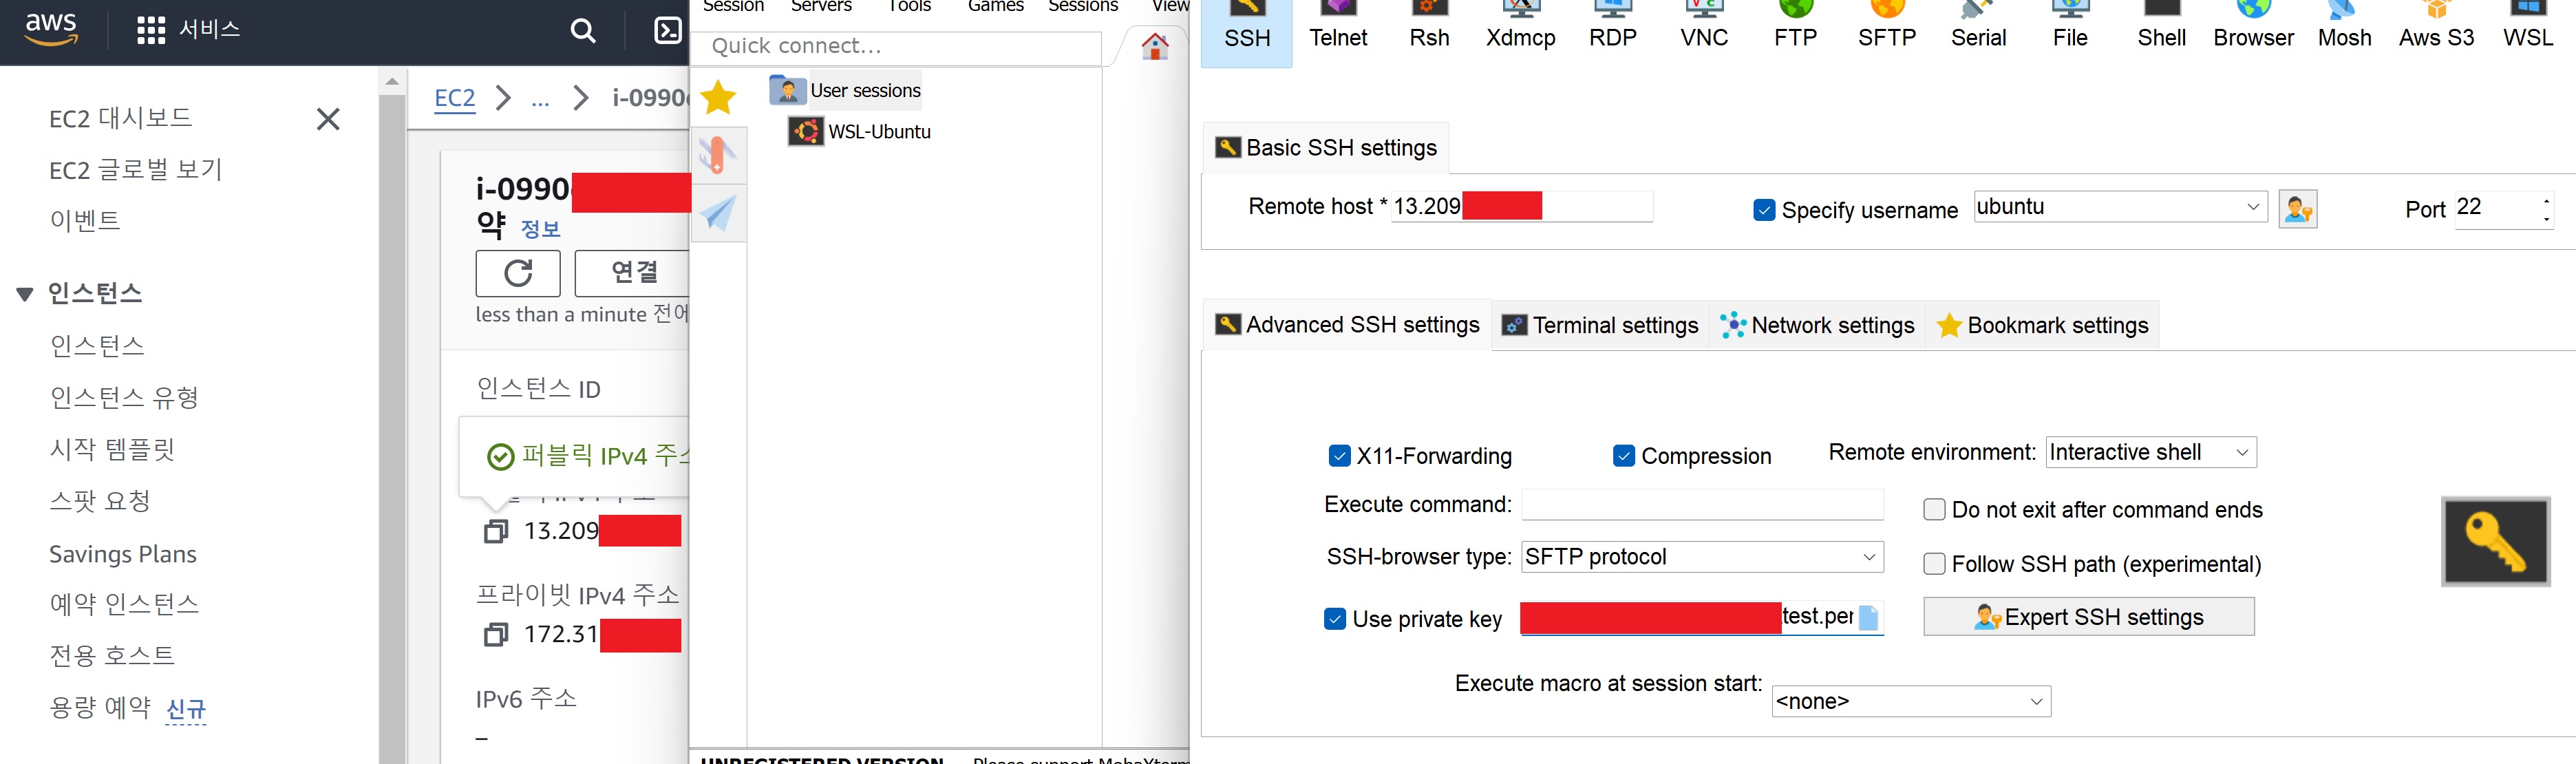 aws
서비스
EC2 대시보드
EC2 글로벌 보기
이벤트
인스턴스
인스턴스
인스턴스 유형
시작 템플릿
스팟 요청
Savings Plans
예약 인스턴스
전용 호스트
용량 예약 신규
EC2 > ... > i-0990
i-0990
약 정보
연결
less than a minute 전에
인스턴스 ID
퍼블릭 IPv4 주소
13.209
프라이빗 IPv4 주소
172.31
IPv6 주소
–
Session Servers Tools Games Sessions View
Quick connect...
User sessions
WSL-Ubuntu
UNREGISTERED VERSION - Please support MobaXterm
SSH Telnet Rsh Xdmcp RDP VNC FTP SFTP Serial File Shell Browser Mosh Aws S3 WSL
Basic SSH settings
Remote host * 13.209
Specify username ubuntu
Port 22
Advanced SSH settings Terminal settings Network settings Bookmark settings
X11-Forwarding Compression Remote environment: Interactive shell
Execute command: Do not exit after command ends
SSH-browser type: SFTP protocol Follow SSH path (experimental)
Use private key test.per Expert SSH settings
Execute macro at session start: <none>